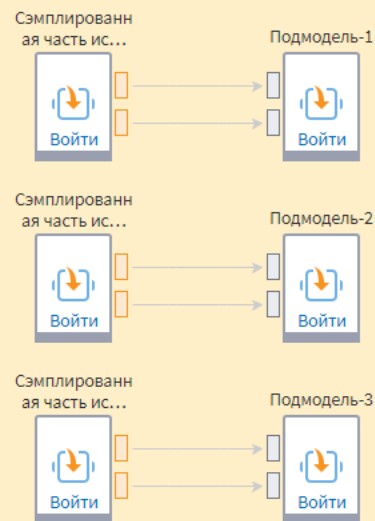 Сэмплированн
ая часть ис...
Подмодель-1
Войти
Войти
Сэмплированн
ая часть ис...
Подмодель-2
Войти
Войти
Сэмплированн
ая часть ис...
Подмодель-3
Войти
Войти